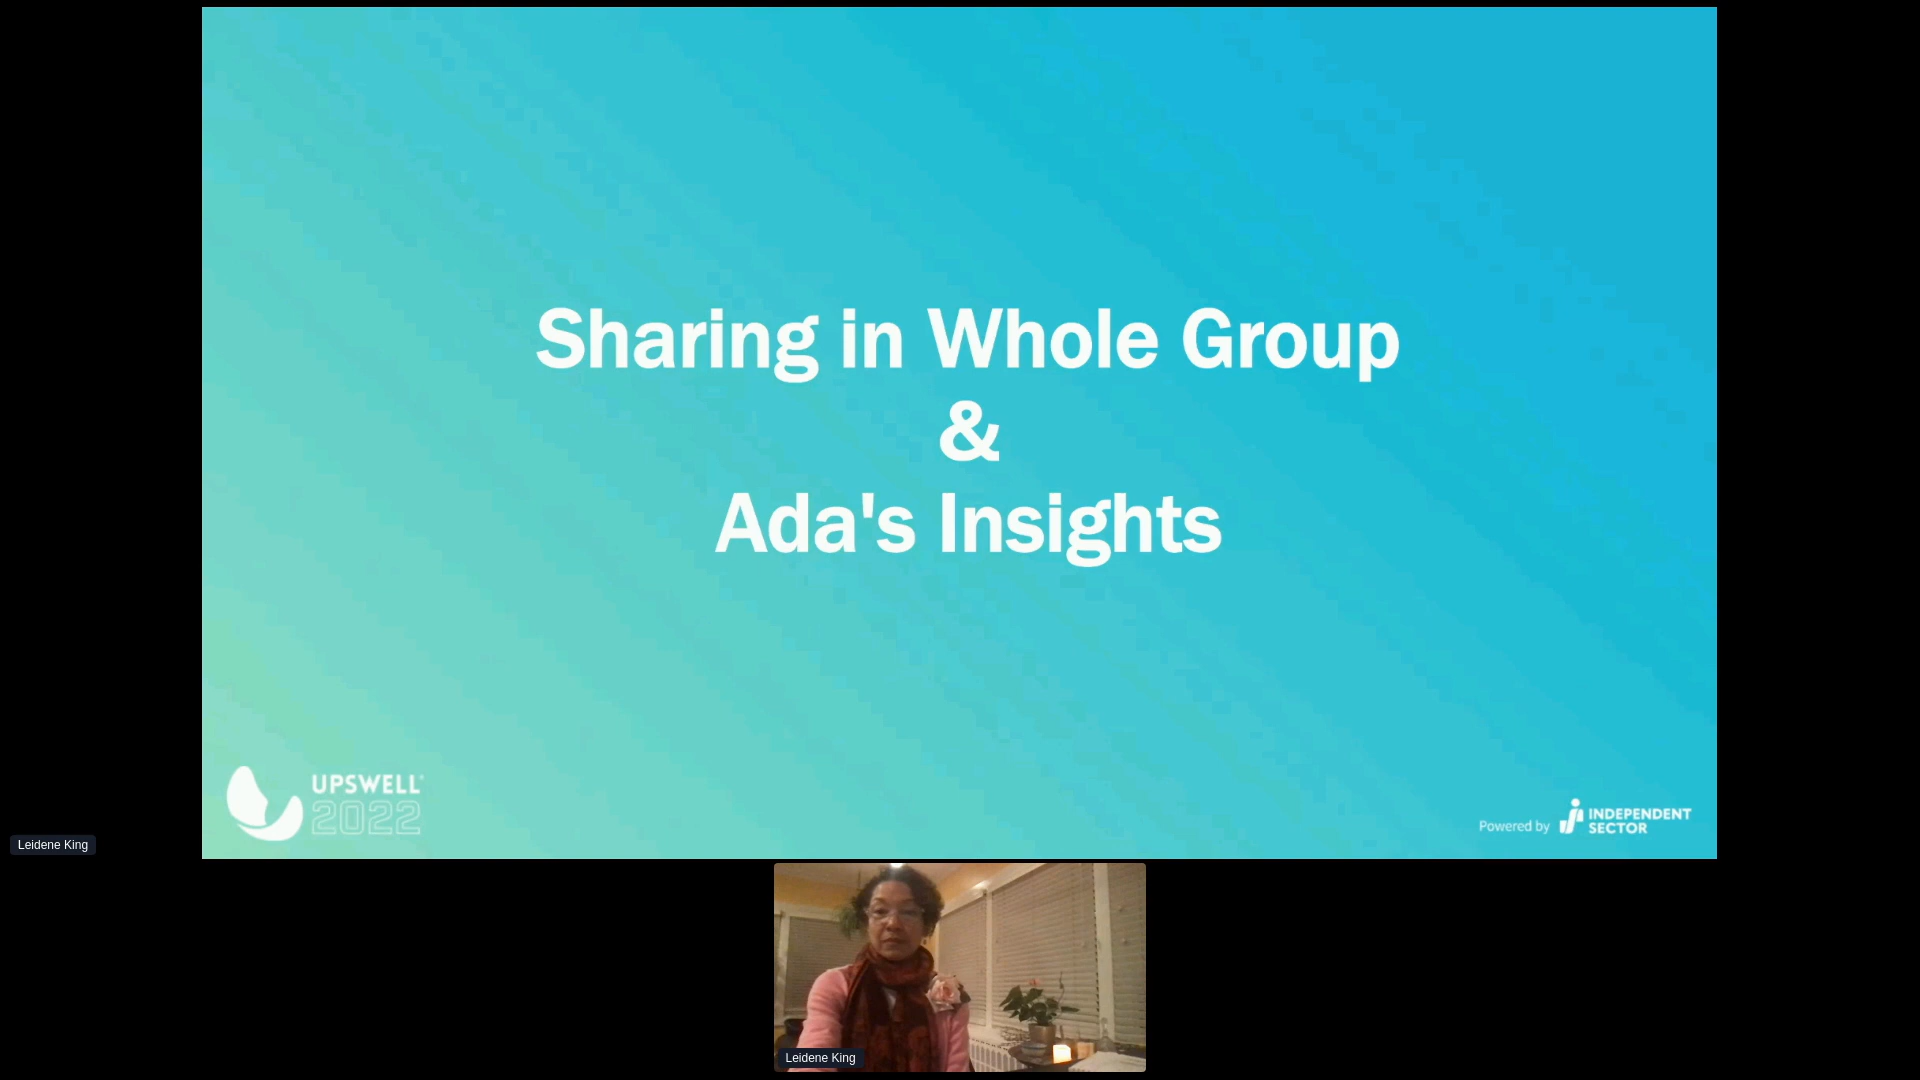 Sharing in Whole Group
&
Ada's Insights
UPSWELL®
2022
Powered by INDEPENDENT
SECTOR
Leidene King
Leidene King